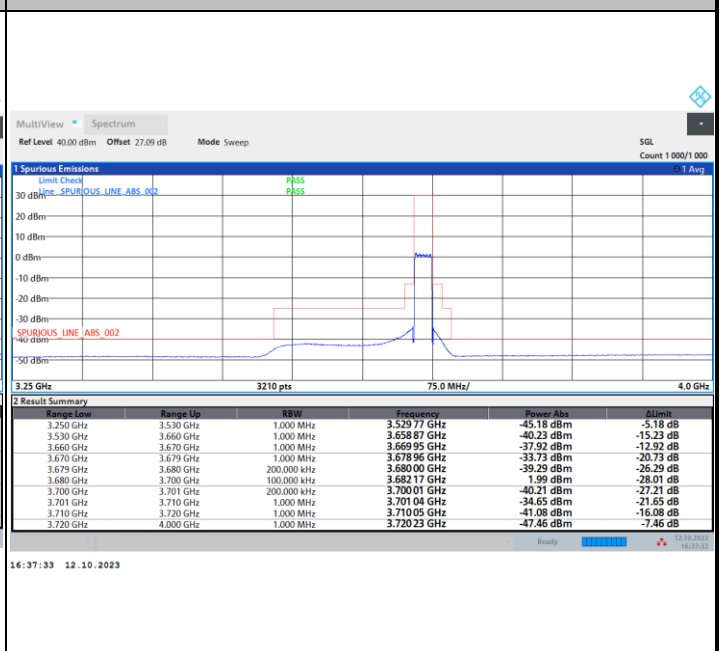 MultiView Spectrum
Ref Level 40.00 dBm Offset 27.09 dB Mode Sweep SGL
Count 1 000/1 000
1 Spurious Emissions 1 Avg
Limit Check PASS
Line _SPURIOUS_LINE_ABS_002 PASS
30 dBm
20 dBm
10 dBm
0 dBm
-10 dBm
-20 dBm
-30 dBm
SPURIOUS_LINE_ABS_002
-40 dBm
-50 dBm
3.25 GHz 3210 pts 75.0 MHz/ 4.0 GHz
2 Result Summary
Range Low Range Up RBW Frequency Power Abs ΔLimit
3.250 GHz 3.530 GHz 1.000 MHz 3.529 77 GHz -45.18 dBm -5.18 dB
3.530 GHz 3.660 GHz 1.000 MHz 3.658 87 GHz -40.23 dBm -15.23 dB
3.660 GHz 3.670 GHz 1.000 MHz 3.669 95 GHz -37.92 dBm -12.92 dB
3.670 GHz 3.679 GHz 1.000 MHz 3.678 96 GHz -33.73 dBm -20.73 dB
3.679 GHz 3.680 GHz 200.000 kHz 3.680 00 GHz -39.29 dBm -26.29 dB
3.680 GHz 3.700 GHz 100.000 kHz 3.682 17 GHz 1.99 dBm -28.01 dB
3.700 GHz 3.701 GHz 200.000 kHz 3.700 01 GHz -40.21 dBm -27.21 dB
3.701 GHz 3.710 GHz 1.000 MHz 3.701 04 GHz -34.65 dBm -21.65 dB
3.710 GHz 3.720 GHz 1.000 MHz 3.710 05 GHz -41.08 dBm -16.08 dB
3.720 GHz 4.000 GHz 1.000 MHz 3.720 23 GHz -47.46 dBm -7.46 dB
Ready 12.10.2023
16:37:32
16:37:33 12.10.2023